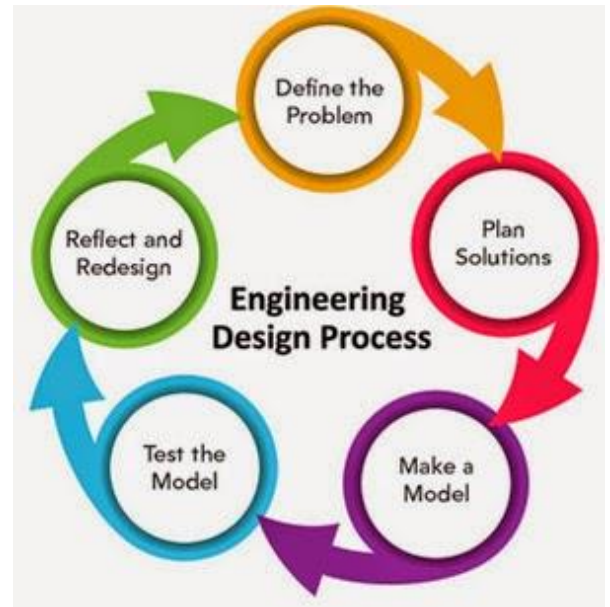 Define the
Problem
Plan
Solutions
Make a
Model
Test the
Model
Reflect and
Redesign
Engineering
Design Process